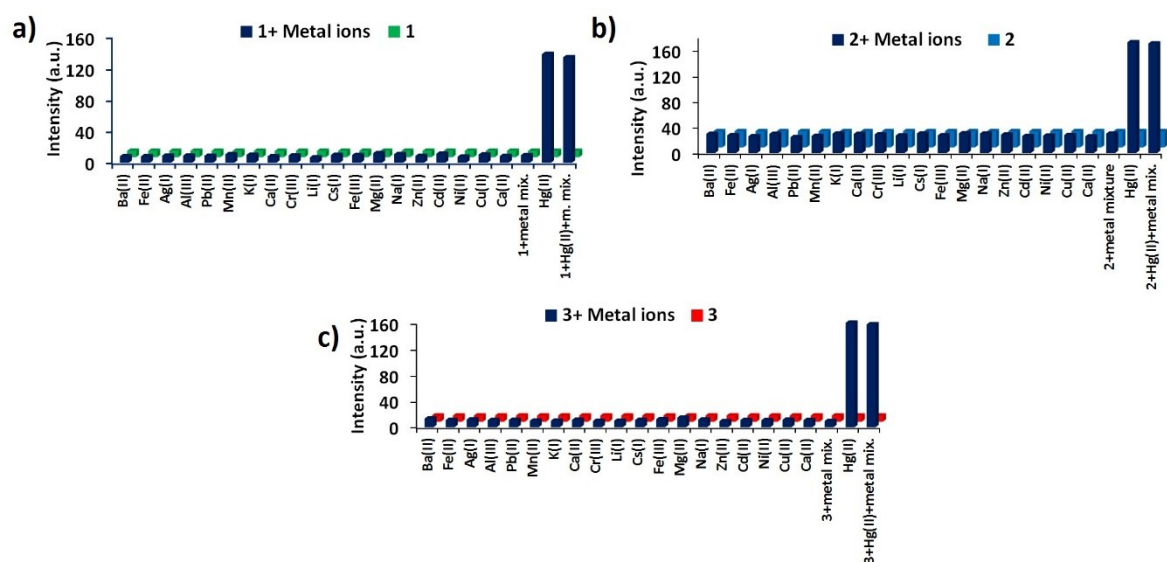 a)
1+ Metal ions 1
Intensity (a.u.)
160
120
80
40
0
Ba(II)
Fe(II)
Ag(I)
Al(III)
Pb(II)
Mn(II)
K(I)
Ca(II)
Cr(III)
Li(I)
Cs(I)
Fe(III)
Mg(II)
Na(I)
Zn(II)
Cd(II)
Ni(II)
Cu(II)
Ca(II)
1+metal mix.
Hg(II)
1+Hg(II)+m. mix.
b)
2+ Metal ions 2
Intensity (a.u.)
160
120
80
40
0
Ba(II)
Fe(II)
Ag(I)
Al(III)
Pb(II)
Mn(II)
K(I)
Ca(II)
Cr(III)
Li(I)
Cs(I)
Fe(III)
Mg(II)
Na(I)
Zn(II)
Cd(II)
Ni(II)
Cu(II)
Ca(II)
2+metal mixture
Hg(II)
2+Hg(II)+metal mix.
c)
3+ Metal ions 3
Intensity (a.u.)
160
120
80
40
0
Ba(II)
Fe(II)
Ag(I)
Al(III)
Pb(II)
Mn(II)
K(I)
Ca(II)
Cr(III)
Li(I)
Cs(I)
Fe(III)
Mg(II)
Na(I)
Zn(II)
Cd(II)
Ni(II)
Cu(II)
Ca(II)
3+metal mix.
Hg(II)
3+Hg(II)+metal mix.